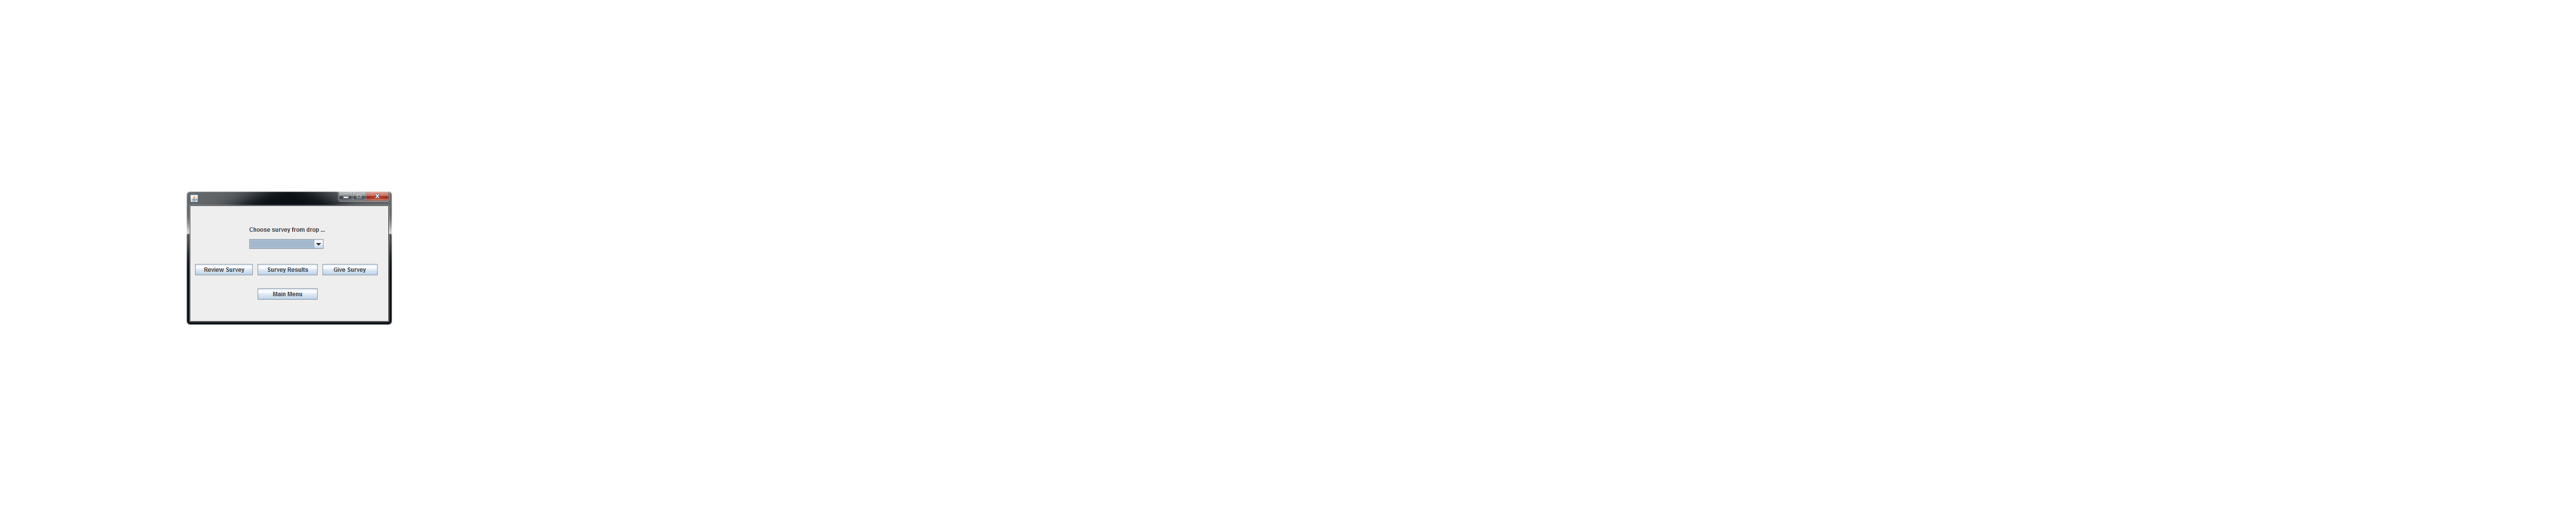 Choose survey from drop ...
Review Survey Survey Results Give Survey
Main Menu